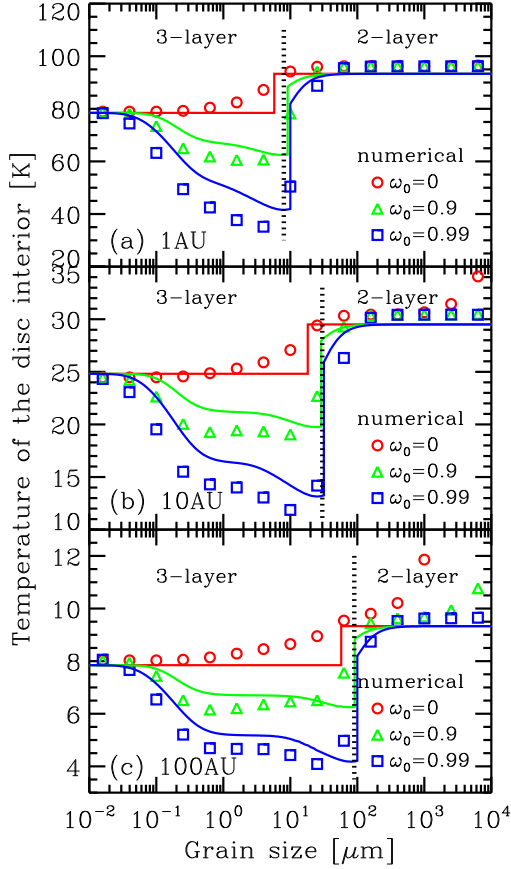 Temperature of the disc interior [K]
120
100
80
60
40
20
3-layer
2-layer
numerical
ω₀=0
ω₀=0.9
ω₀=0.99
(a) 1AU
35
30
25
20
15
10
3-layer
2-layer
numerical
ω₀=0
ω₀=0.9
ω₀=0.99
(b) 10AU
12
10
8
6
4
3-layer
2-layer
numerical
ω₀=0
ω₀=0.9
ω₀=0.99
(c) 100AU
10⁻² 10⁻¹ 10⁰ 10¹ 10² 10³ 10⁴
Grain size [μm]